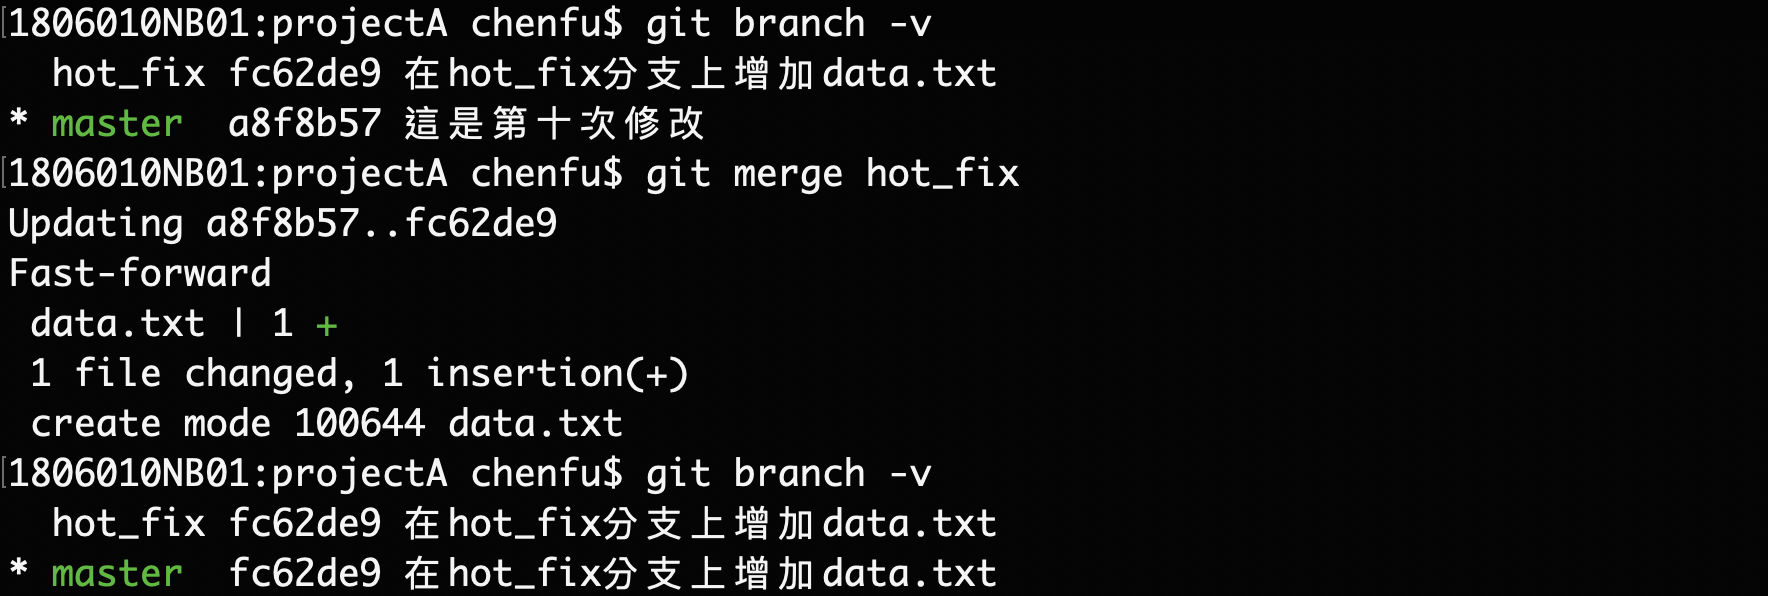 1806010NB01:projectA chenfu$ git branch -v
  hot_fix fc62de9 在hot_fix分支上增加data.txt
* master  a8f8b57 這是第十次修改
1806010NB01:projectA chenfu$ git merge hot_fix
Updating a8f8b57..fc62de9
Fast-forward
 data.txt | 1 +
 1 file changed, 1 insertion(+)
 create mode 100644 data.txt
1806010NB01:projectA chenfu$ git branch -v
  hot_fix fc62de9 在hot_fix分支上增加data.txt
* master  fc62de9 在hot_fix分支上增加data.txt